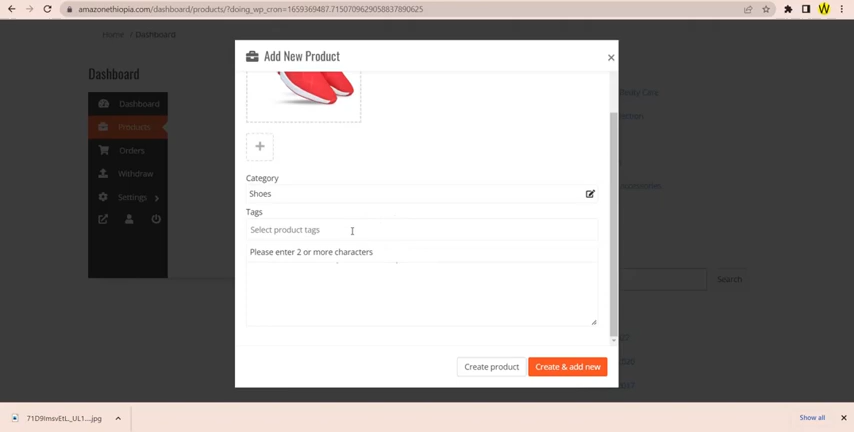 amazonethiopia.com/dashboard/products/?doing_wp_cron=1659369487.7150709629058837890625
W
Home / Dashboard
Add New Product
×
Dashboard
Dashboard
Products
Orders
Withdraw
Settings
Category
Shoes
Tags
Select product tags
Please enter 2 or more characters
Search
Create product
Create & add new
71D9ImsvEtL_UL1....jpg
Show all